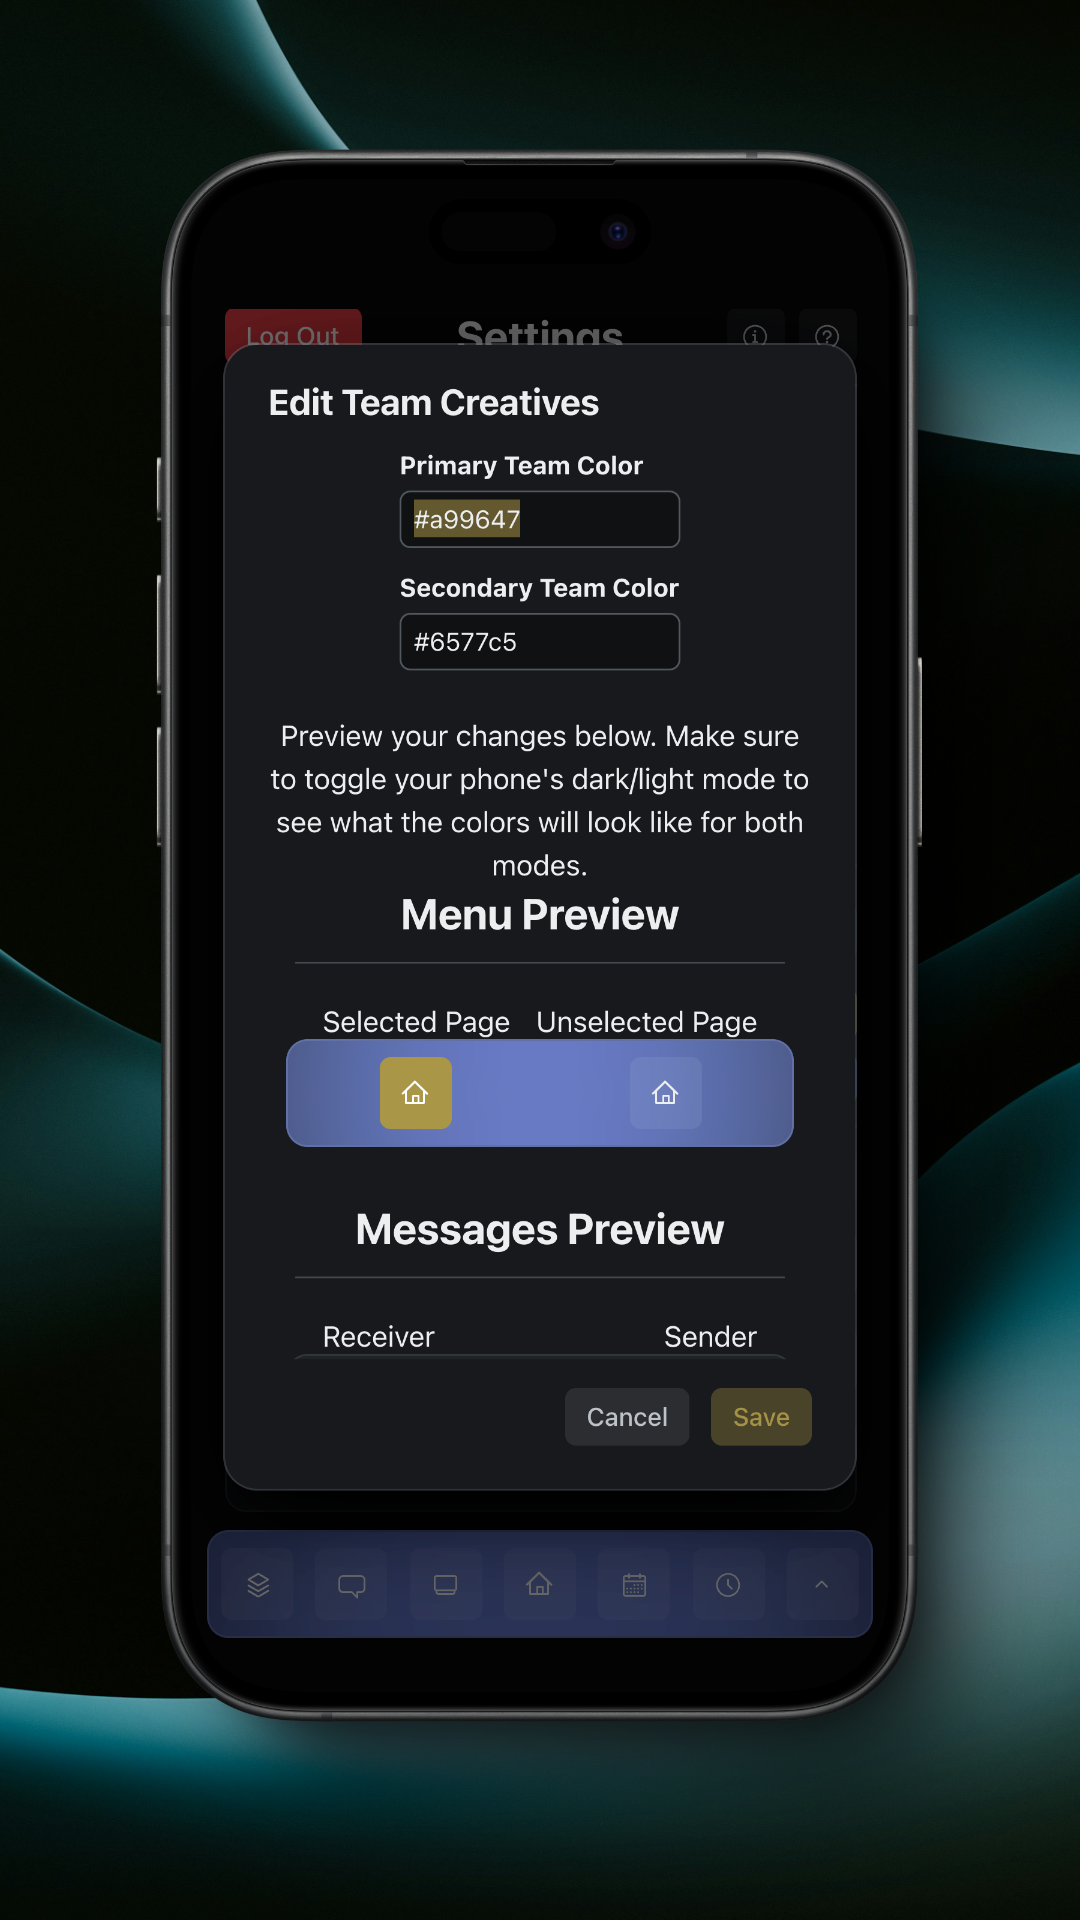 Log Out
Settings
Edit Team Creatives
Primary Team Color
#a99647
Secondary Team Color
#6577c5
Preview your changes below. Make sure
to toggle your phone's dark/light mode to
see what the colors will look like for both
modes.
Menu Preview
Selected Page
Unselected Page
Messages Preview
Receiver
Sender
Cancel
Save